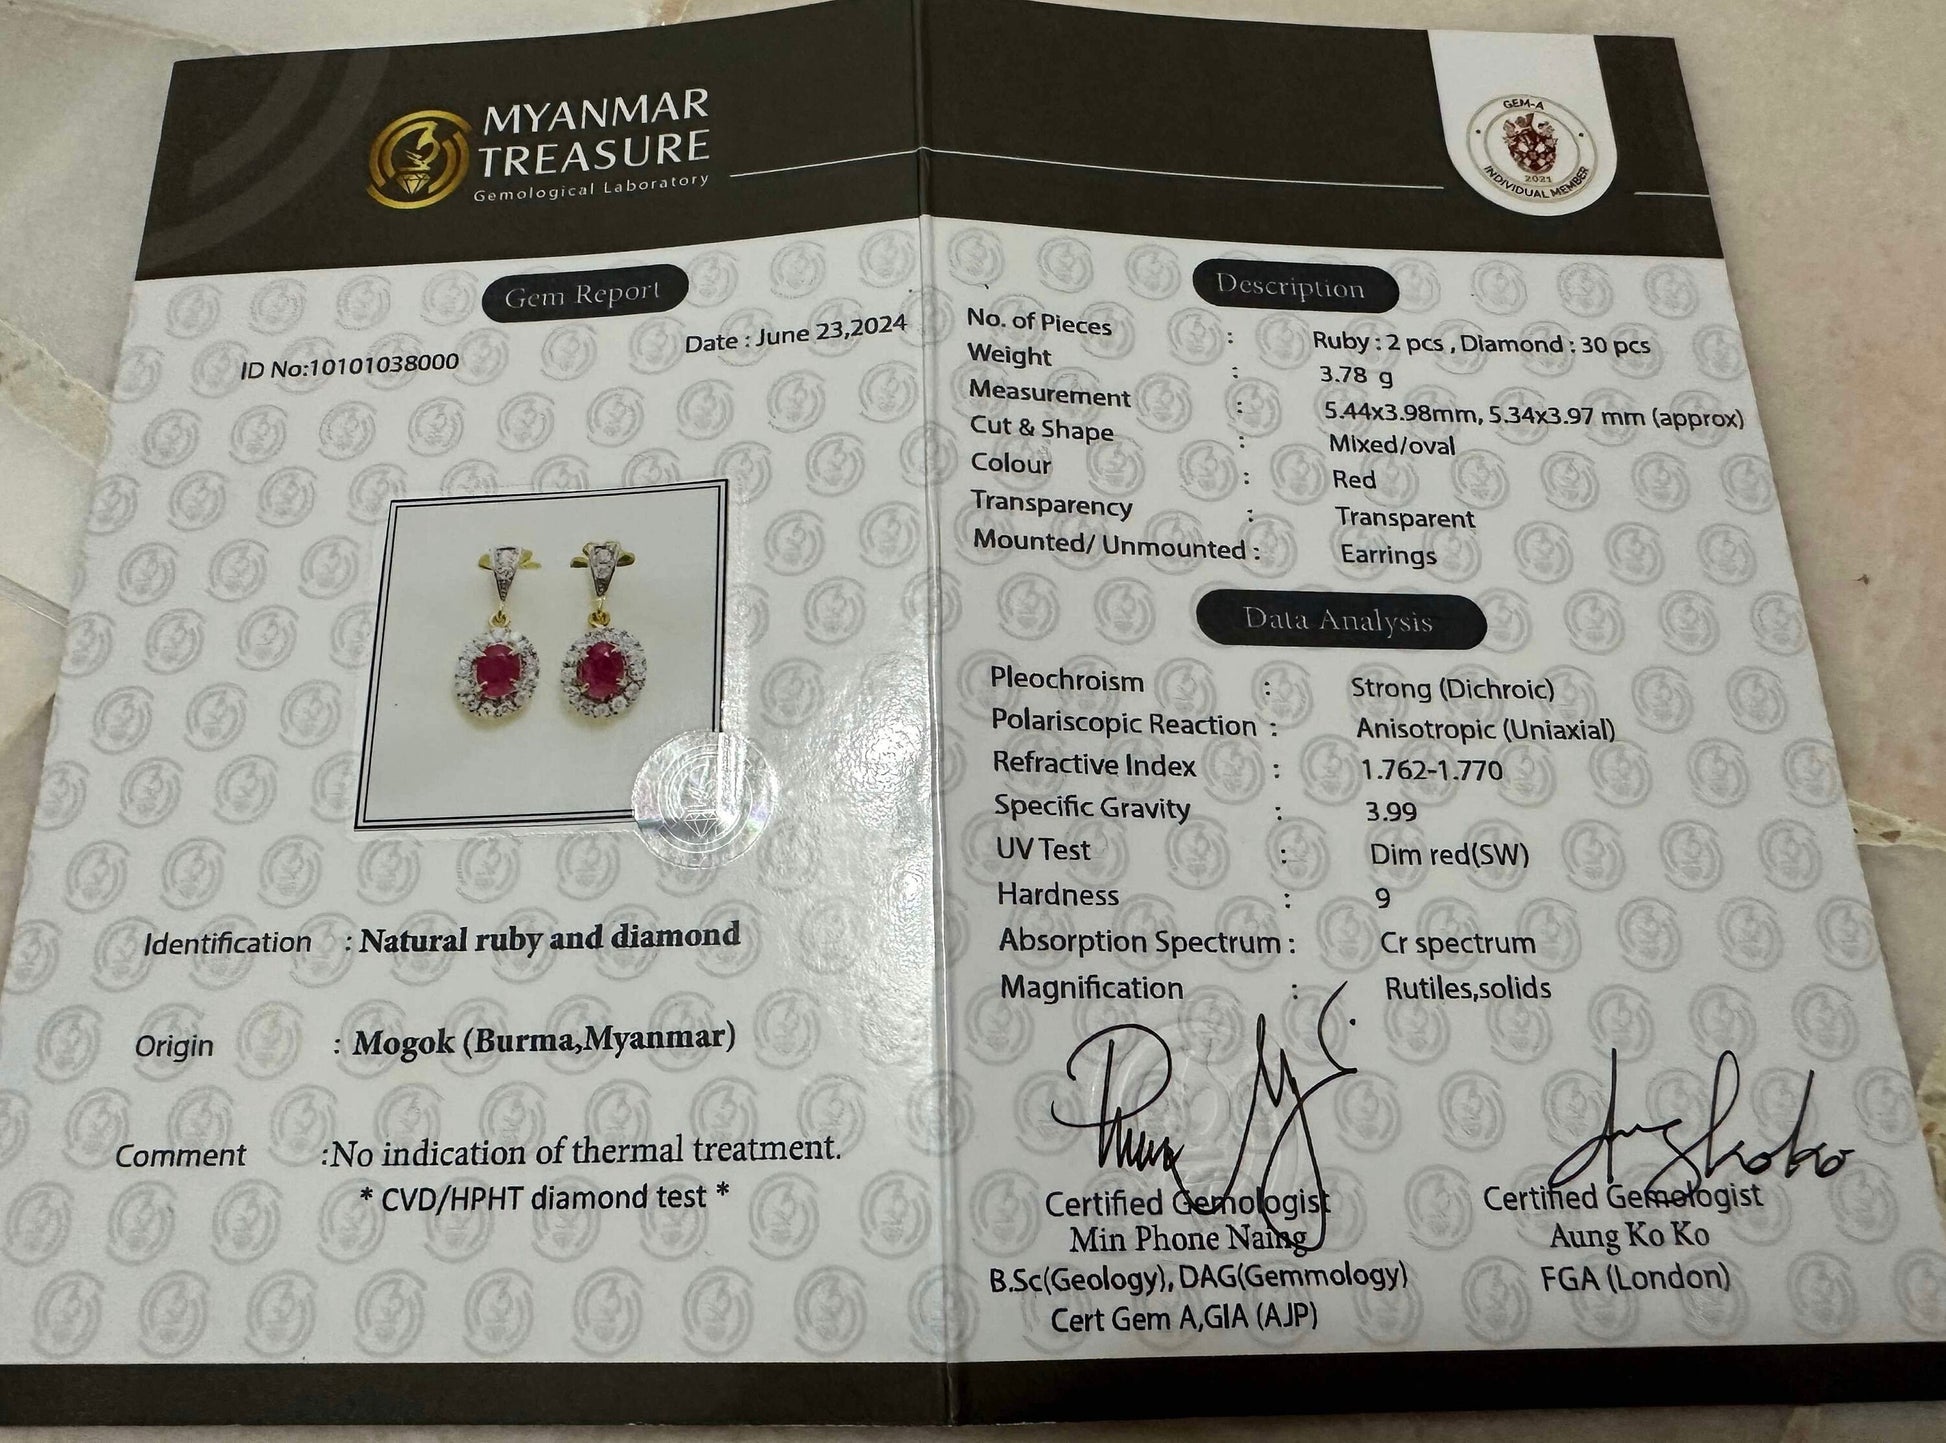 MYANMAR
TREASURE
Gemological Laboratory
GEM-A
2021
INDIVIDUAL MEMBER
Gem Report
ID No:10101038000
Date : June 23,2024
Identification : Natural ruby and diamond
Origin : Mogok (Burma,Myanmar)
Comment :No indication of thermal treatment.
* CVD/HPHT diamond test *
Description
No. of Pieces : Ruby : 2 pcs , Diamond : 30 pcs
Weight : 3.78 g
Measurement : 5.44x3.98mm, 5.34x3.97 mm (approx)
Cut & Shape : Mixed/oval
Colour : Red
Transparency : Transparent
Mounted/ Unmounted : Earrings
Data Analysis
Pleochroism : Strong (Dichroic)
Polariscopic Reaction : Anisotropic (Uniaxial)
Refractive Index : 1.762-1.770
Specific Gravity : 3.99
UV Test : Dim red(SW)
Hardness : 9
Absorption Spectrum : Cr spectrum
Magnification : Rutiles,solids
Aung Ko Ko
Certified Gemologist
Min Phone Naing
B.Sc(Geology), DAG(Gemmology)
Cert Gem A,GIA (AJP)
Certified Gemologist
Aung Ko Ko
FGA (London)